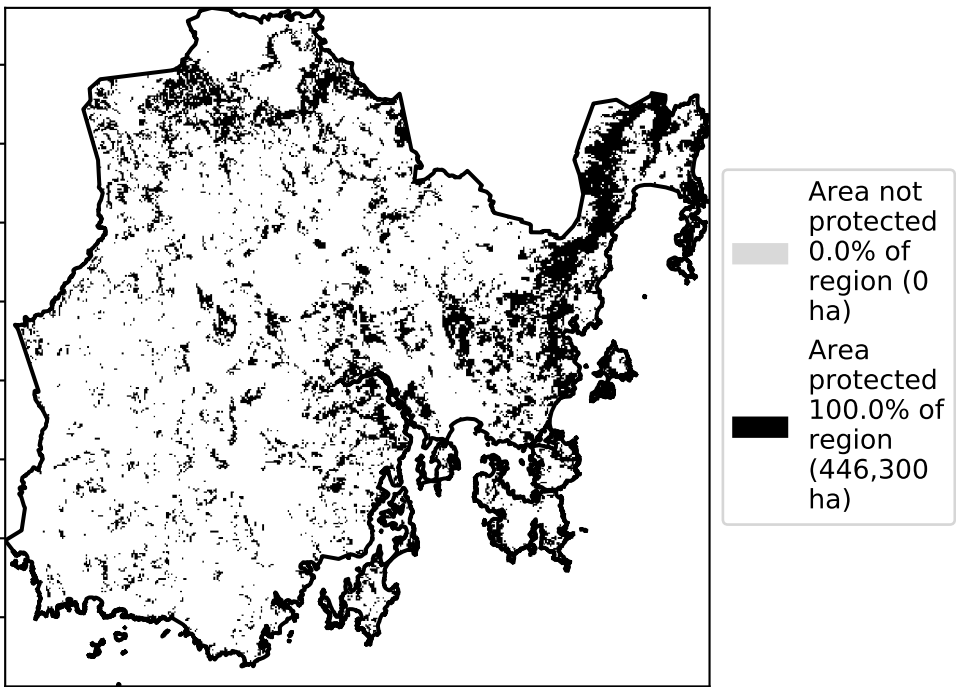 Area not
protected
0.0% of
region (0
ha)
Area
protected
100.0% of
region
(446,300
ha)